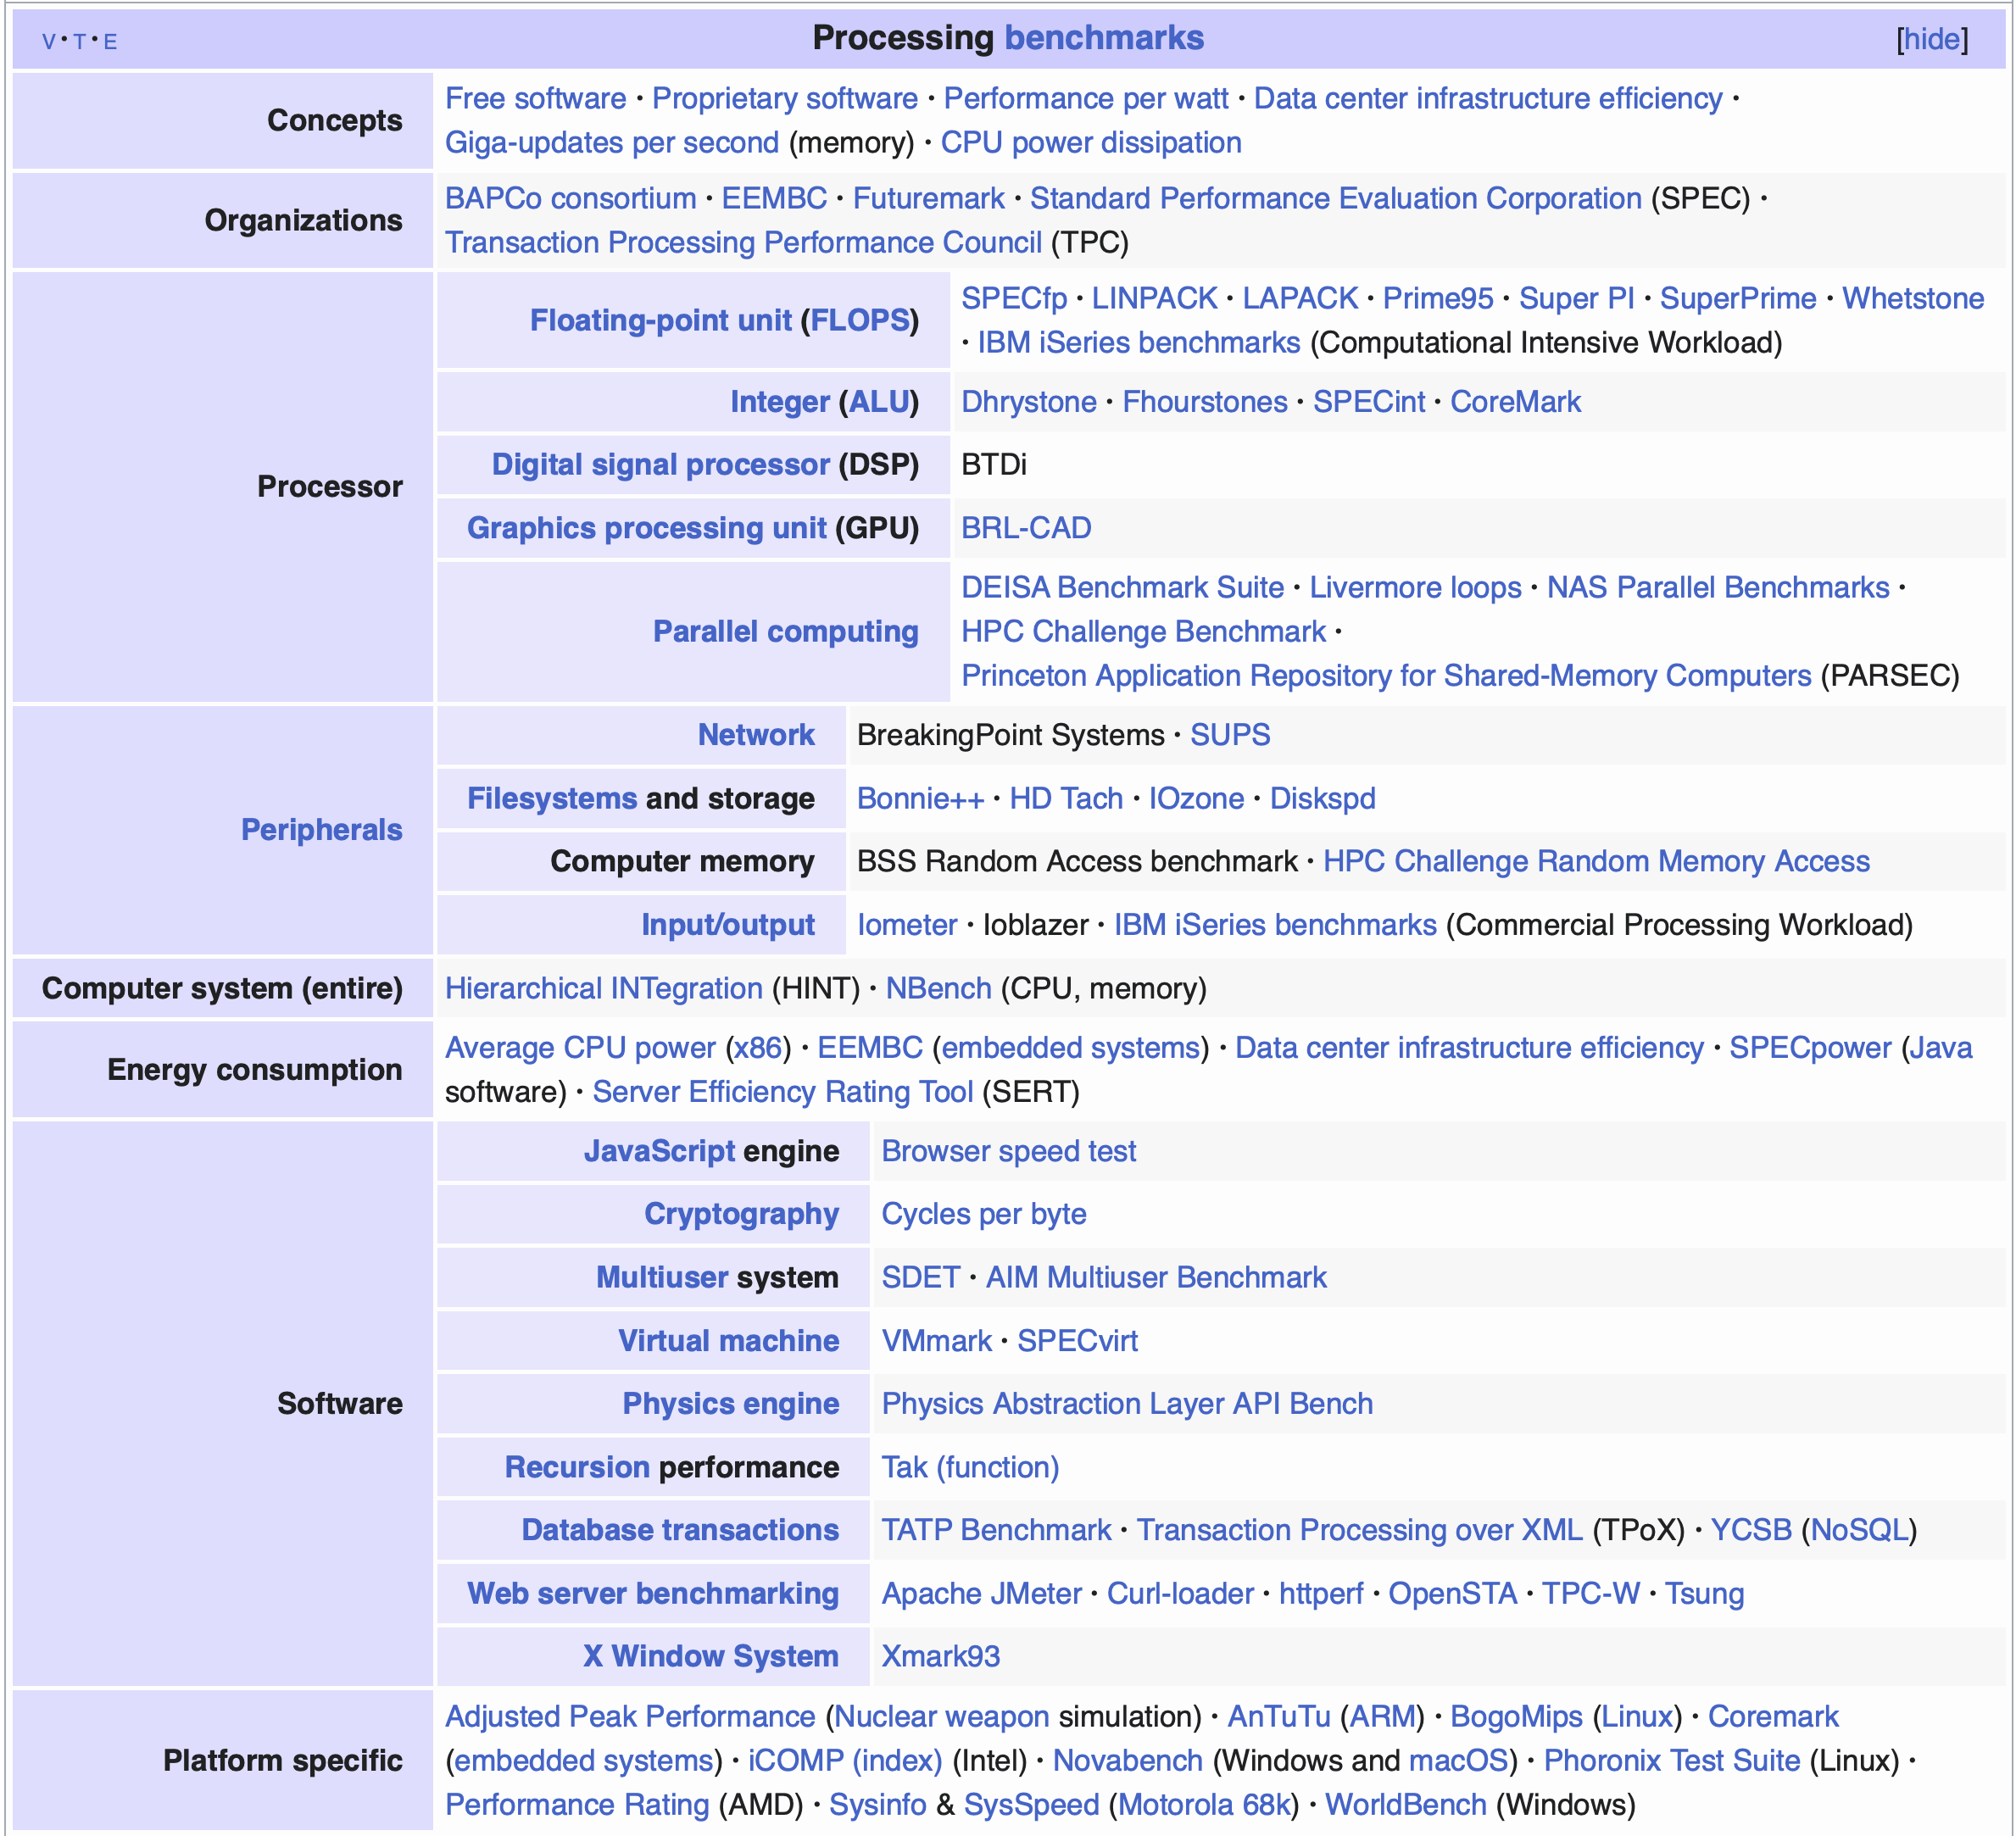 V · T · E
Processing benchmarks
[hide]
Concepts
Free software · Proprietary software · Performance per watt · Data center infrastructure efficiency ·
Giga-updates per second (memory) · CPU power dissipation
Organizations
BAPCo consortium · EEMBC · Futuremark · Standard Performance Evaluation Corporation (SPEC) ·
Transaction Processing Performance Council (TPC)
Processor
Floating-point unit (FLOPS)
SPECfp · LINPACK · LAPACK · Prime95 · Super PI · SuperPrime · Whetstone
· IBM iSeries benchmarks (Computational Intensive Workload)
Integer (ALU)
Dhrystone · Fhourstones · SPECint · CoreMark
Digital signal processor (DSP)
BTDi
Graphics processing unit (GPU)
BRL-CAD
Parallel computing
DEISA Benchmark Suite · Livermore loops · NAS Parallel Benchmarks ·
HPC Challenge Benchmark ·
Princeton Application Repository for Shared-Memory Computers (PARSEC)
Peripherals
Network
BreakingPoint Systems · SUPS
Filesystems and storage
Bonnie++ · HD Tach · IOzone · Diskspd
Computer memory
BSS Random Access benchmark · HPC Challenge Random Memory Access
Input/output
Iometer · Ioblazer · IBM iSeries benchmarks (Commercial Processing Workload)
Computer system (entire)
Hierarchical INTegration (HINT) · NBench (CPU, memory)
Energy consumption
Average CPU power (x86) · EEMBC (embedded systems) · Data center infrastructure efficiency · SPECpower (Java
software) · Server Efficiency Rating Tool (SERT)
Software
JavaScript engine
Browser speed test
Cryptography
Cycles per byte
Multiuser system
SDET · AIM Multiuser Benchmark
Virtual machine
VMmark · SPECvirt
Physics engine
Physics Abstraction Layer API Bench
Recursion performance
Tak (function)
Database transactions
TATP Benchmark · Transaction Processing over XML (TPoX) · YCSB (NoSQL)
Web server benchmarking
Apache JMeter · Curl-loader · httperf · OpenSTA · TPC-W · Tsung
X Window System
Xmark93
Platform specific
Adjusted Peak Performance (Nuclear weapon simulation) · AnTuTu (ARM) · BogoMips (Linux) · Coremark
(embedded systems) · iCOMP (index) (Intel) · Novabench (Windows and macOS) · Phoronix Test Suite (Linux) ·
Performance Rating (AMD) · Sysinfo & SysSpeed (Motorola 68k) · WorldBench (Windows)